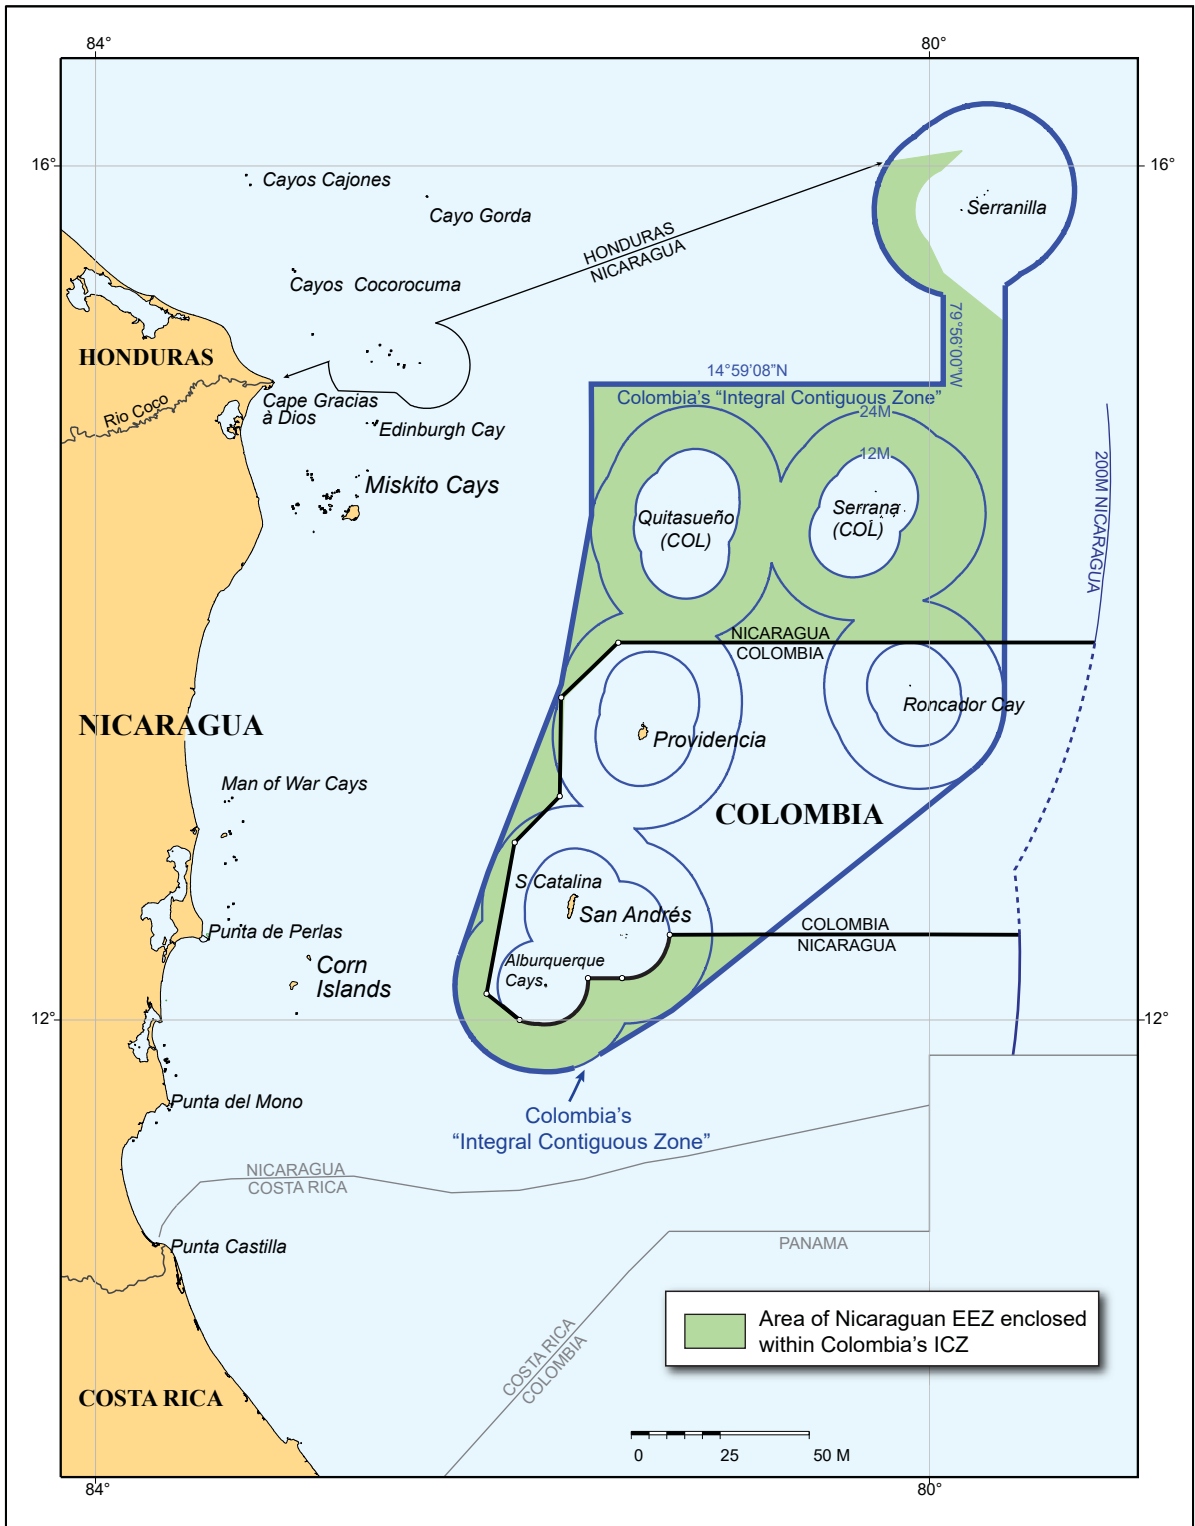 84°
80°
16°
16°
Cayos Cajones
Cayo Gorda
Serranilla
HONDURAS
NICARAGUA
Cayos Cocorocuma
79°56'00"W
HONDURAS
14°59'08"N
Colombia's "Integral Contiguous Zone"
Rio Coco
Cape Gracias
à Dios
24M
Edinburgh Cay
12M
200M NICARAGUA
Miskito Cays
Quitasueño
(COL)
Serrana
(COL)
NICARAGUA
COLOMBIA
Roncador Cay
NICARAGUA
Providencia
Man of War Cays
COLOMBIA
S Catalina
San Andrés
COLOMBIA
NICARAGUA
Punta de Perlas
Alburquerque
Cays
Corn
Islands
12°
12°
Punta del Mono
Colombia's
"Integral Contiguous Zone"
NICARAGUA
COSTA RICA
Punta Castilla
PANAMA
Area of Nicaraguan EEZ enclosed
within Colombia's ICZ
COSTA RICA
COLOMBIA
COSTA RICA
0 25 50 M
84°
80°